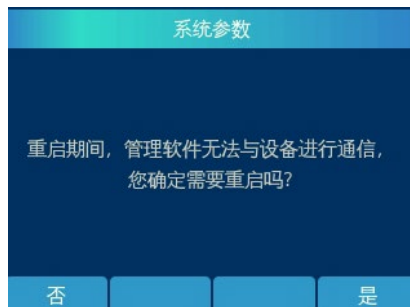 系统参数
重启期间，管理软件无法与设备进行通信，
您确定需要重启吗?
否
是